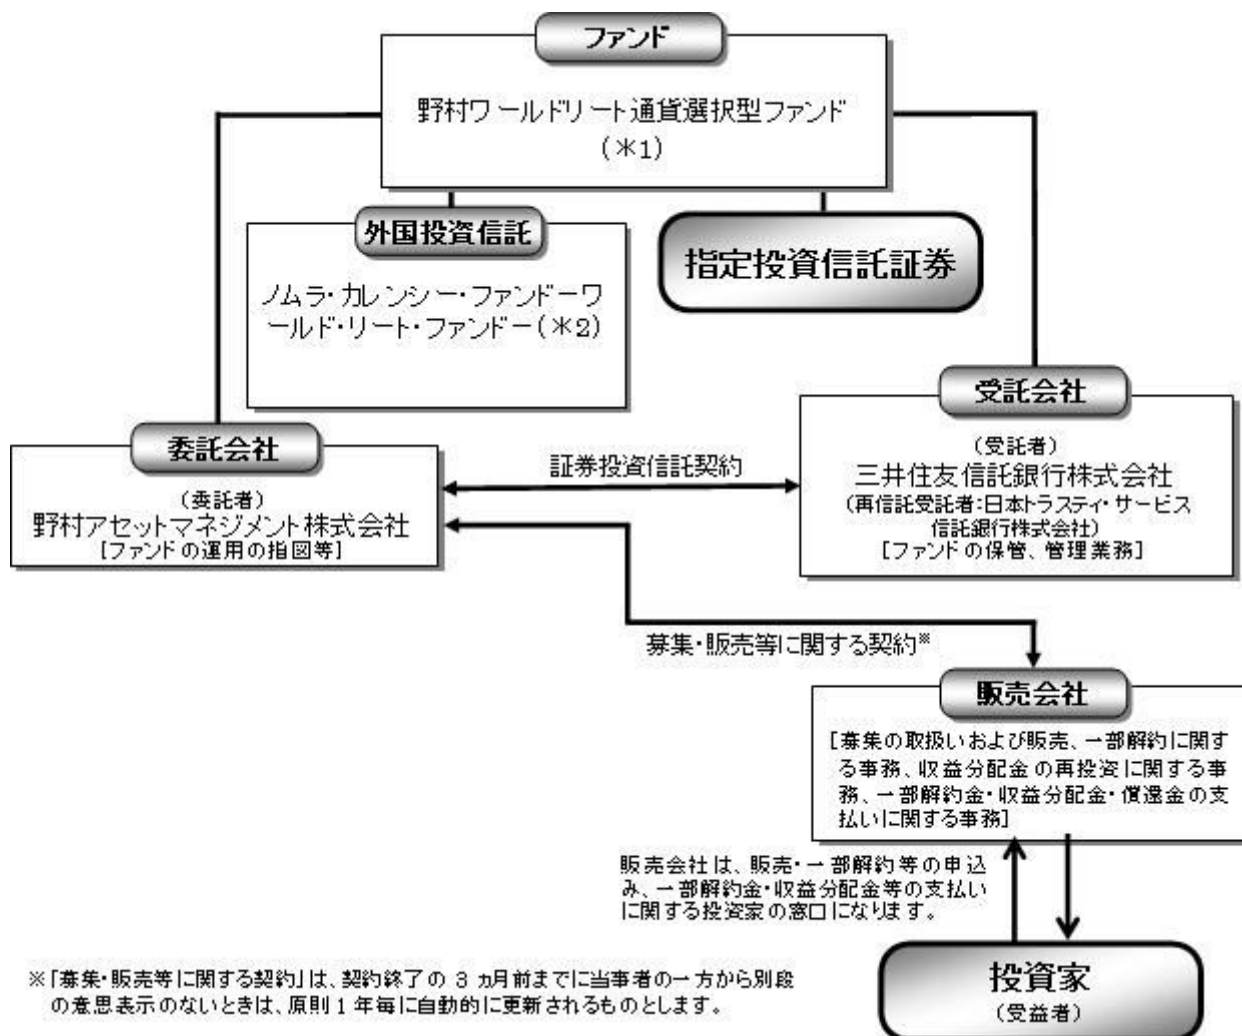 ファンド
野村ワールドリート通貨選択型ファンド
(＊1)
外国投資信託
ノムラ・カレンシー・ファンドーワ
ールド・リート・ファンドー(＊2)
指定投資信託証券
委託会社
(委託者)
野村アセットマネジメント株式会社
[ファンドの運用の指図等]
証券投資信託契約
受託会社
(受託者)
三井住友信託銀行株式会社
(再信託受託者:日本トラスティ・サービス
信託銀行株式会社)
[ファンドの保管、管理業務]
募集・販売等に関する契約※
販売会社
[募集の取扱いおよび販売、一部解約に関す
る事務、収益分配金の再投資に関する事
務、一部解約金・収益分配金・償還金の支
払いに関する事務]
販売会社は、販売・一部解約等の申込
み、一部解約金・収益分配金等の支払い
に関する投資家の窓口になります。
投資家
(受益者)
※「募集・販売等に関する契約」は、契約終了の 3 ヵ月前までに当事者の一方から別段
の意思表示のないときは、原則 1 年毎に自動的に更新されるものとします。